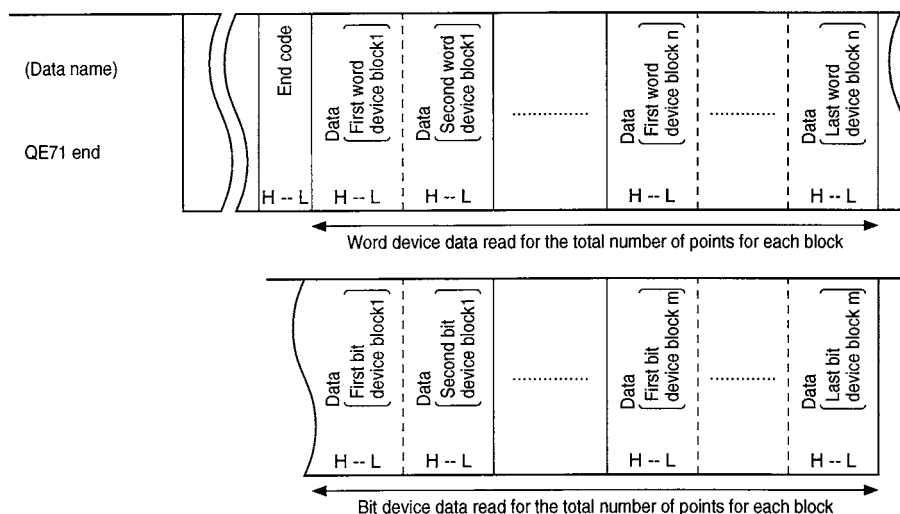 (Data name)
QE71 end
End code
H -- L
Data
First word
device block1
H -- L
Data
Second word
device block1
H -- L
....................
Data
First word
device block n
H -- L
....................
Data
Last word
device block n
H -- L
Word device data read for the total number of points for each block
Data
First bit
device block1
H -- L
Data
Second bit
device block1
H -- L
....................
Data
First bit
device block m
H -- L
....................
Data
Last bit
device block m
H -- L
Bit device data read for the total number of points for each block